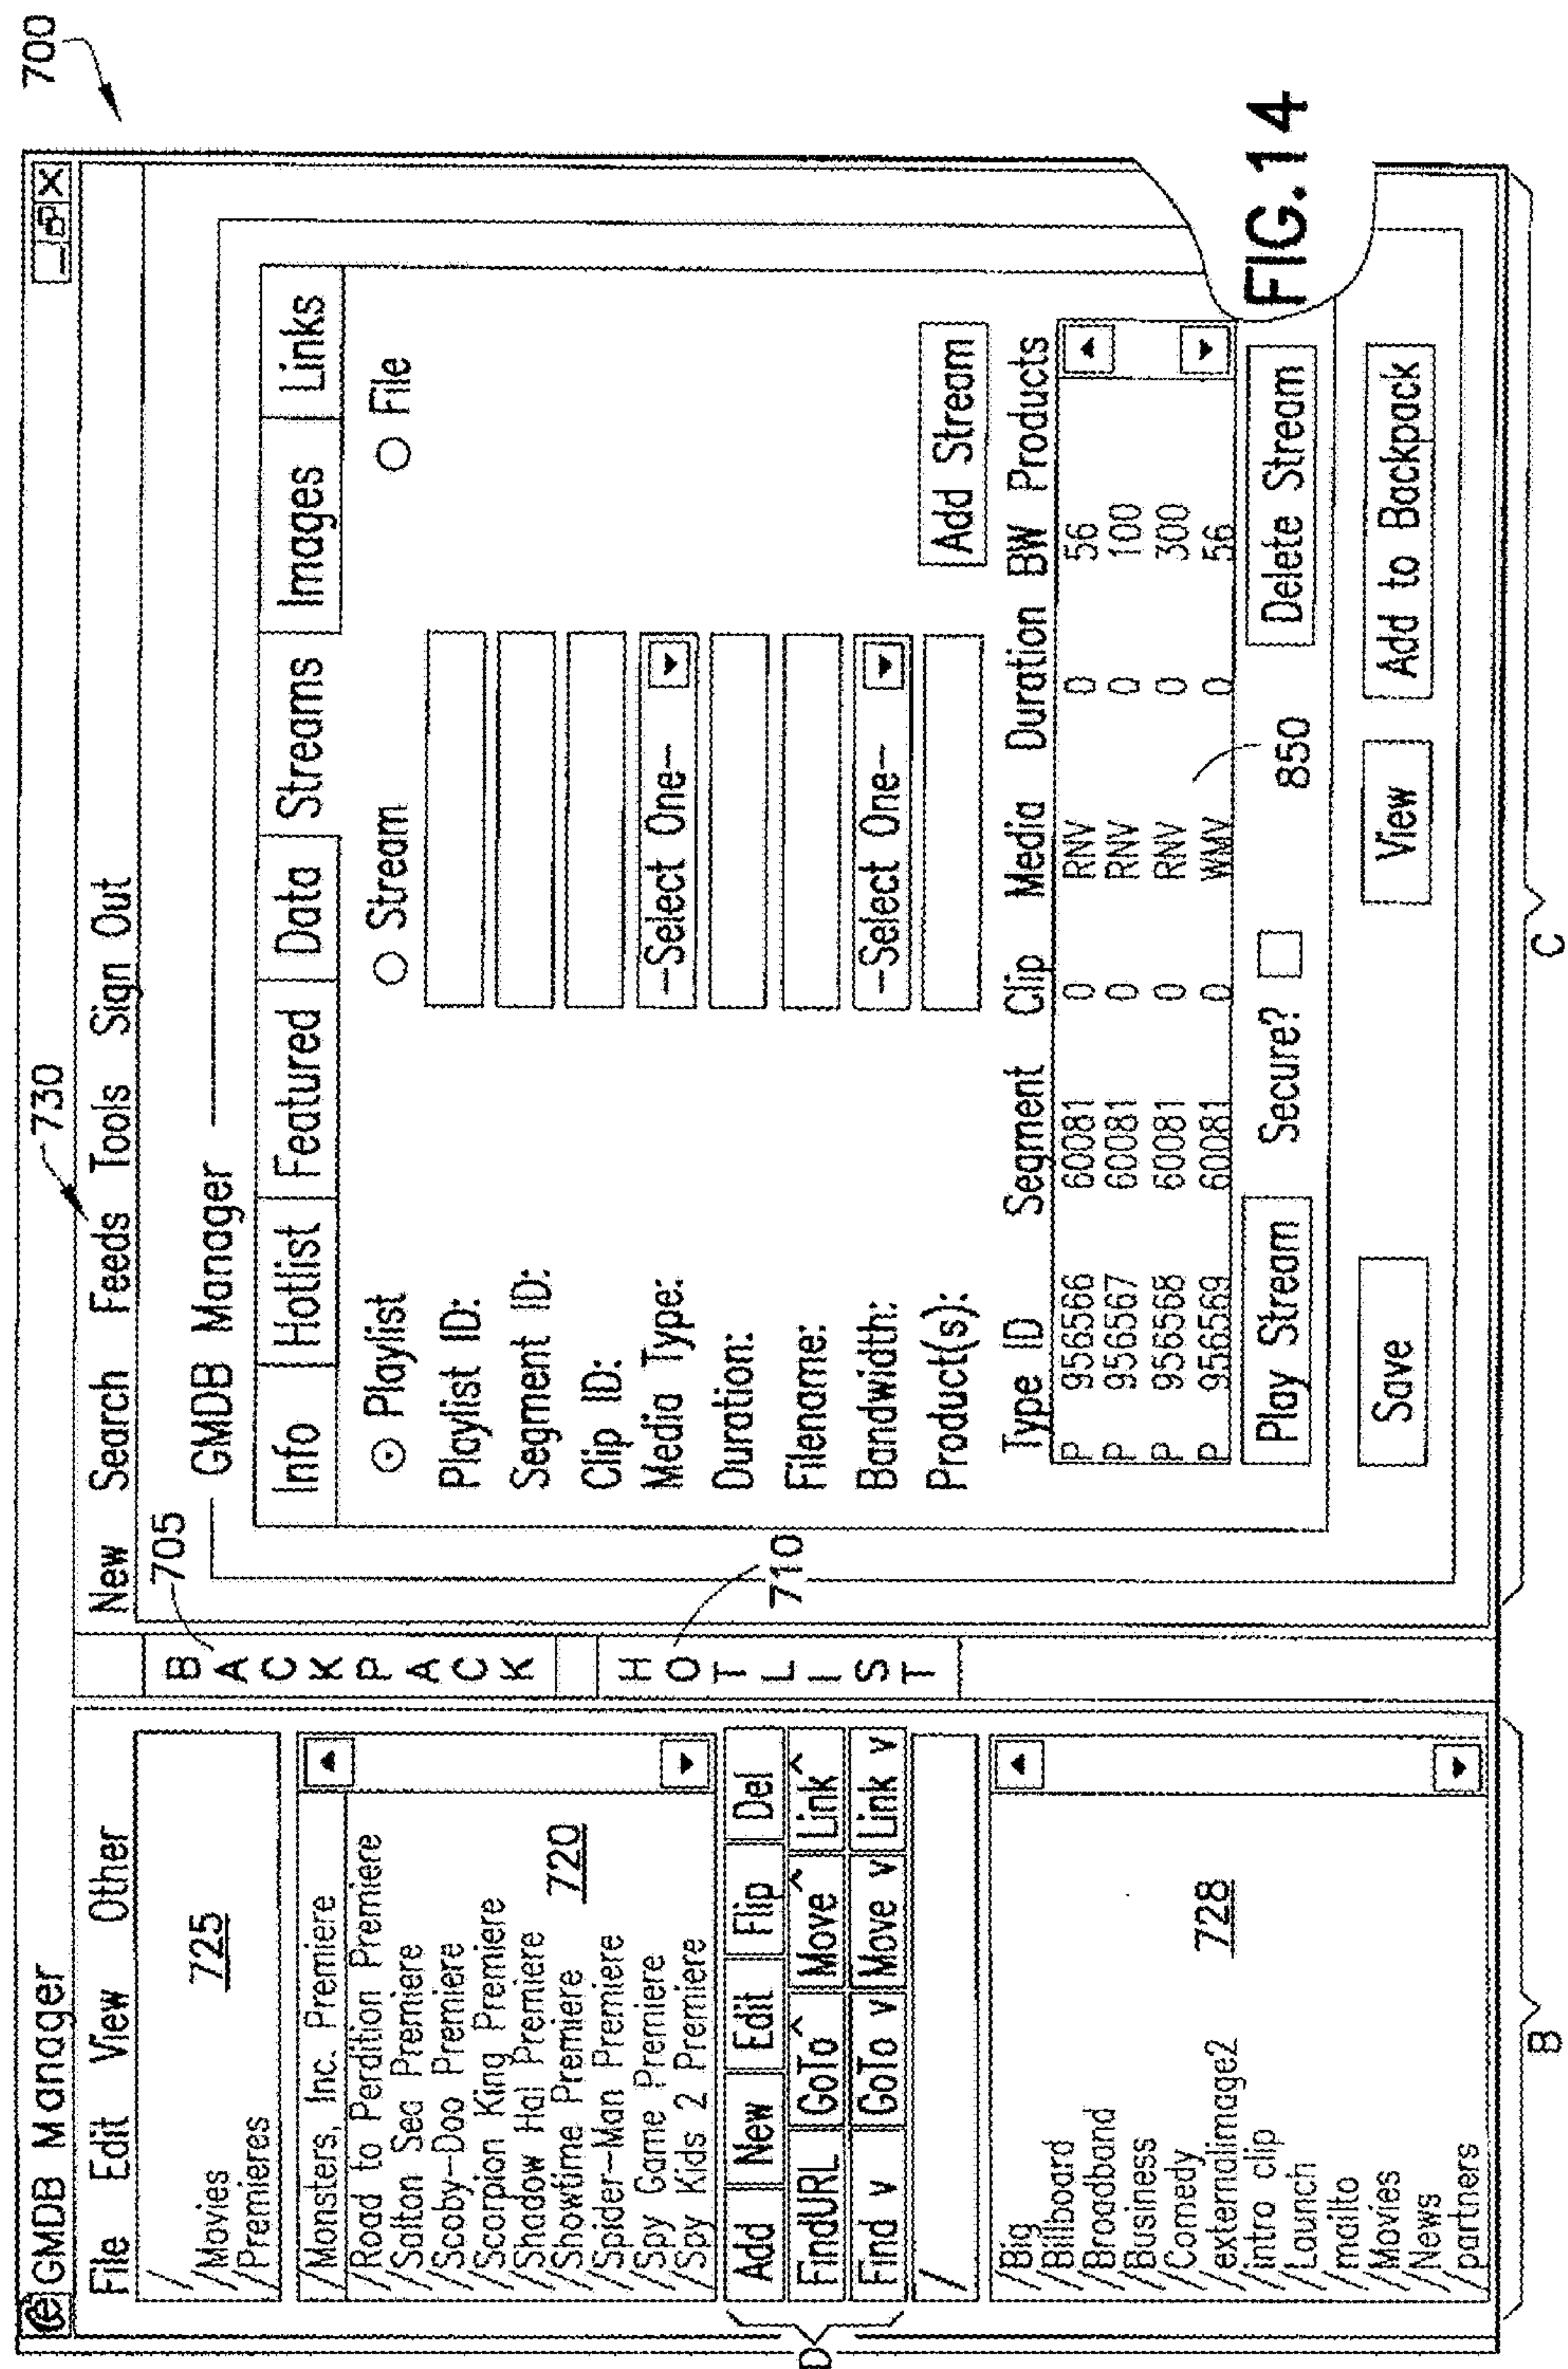 700
GMDB Manager
File Edit View Other
/
/Movies
/Premieres
725
/Monsters, Inc. Premiere
/Road to Perdition Premiere
/Salton Sea Premiere
/Scooby-Doo Premiere
/Scorpion King Premiere
/Shadow Hal Premiere
/Showtime Premiere
/Spider-Man Premiere
/Spy Game Premiere
/Spy Kids 2 Premiere
720
Add New Edit Flip Del
FindURL GoTo^ Move^ Link^
Find v GoTo v Move v Link v
D
/
/Big
/Billboard
/Broadband
/Business
/Comedy
/externalimage2
/intro clip
/Launch
/mailto
/Movies
/News
/partners
728
B
BACKPACK
705
HOTLIST
710
730
New Search Feeds Tools Sign Out
GMDB Manager
Info Hotlist Featured Data Streams Images Links
Playlist Stream File
Playlist ID:
Segment ID:
Clip ID:
Media Type: -Select One-
Duration:
Filename:
Bandwidth: -Select One-
Product(s):
Add Stream
Type ID Segment Clip Media Duration BW Products
P 956566 60081 0 RNV 0 56
P 956567 60081 0 RNV 0 100
P 956568 60081 0 RNV 0 300
P 956569 60081 0 WMV 0 56
Play Stream Secure? 850 Delete Stream
Save View Add to Backpack
C
FIG.14